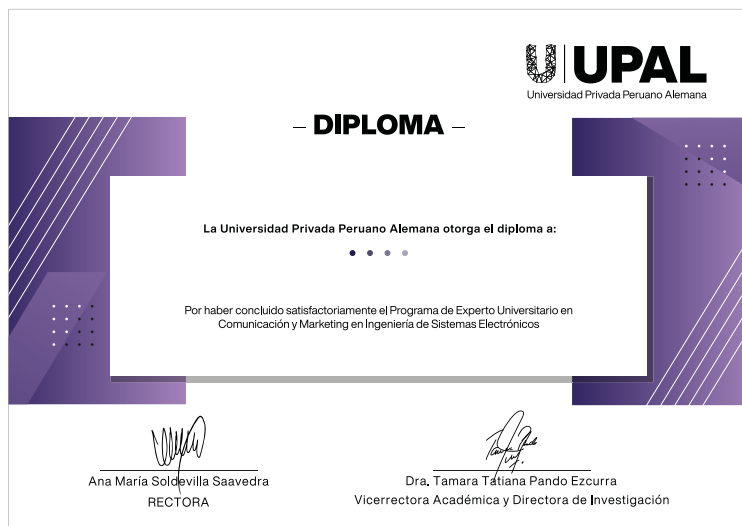 UPAL
Universidad Privada Peruano Alemana
– DIPLOMA –
La Universidad Privada Peruano Alemana otorga el diploma a:
Por haber concluido satisfactoriamente el Programa de Experto Universitario en
Comunicación y Marketing en Ingeniería de Sistemas Electrónicos
Ana María Soldevilla Saavedra
RECTORA
Dra. Tamara Tatiana Pando Ezcurra
Vicerrectora Académica y Directora de Investigación